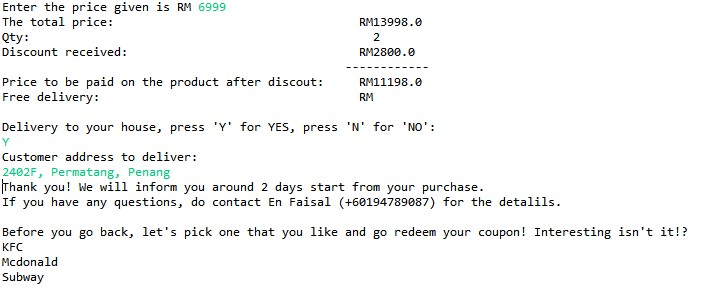 Enter the price given is RM 6999
The total price: RM13998.0
Qty: 2
Discount received: RM2800.0
------------
Price to be paid on the product after discout: RM11198.0
Free delivery: RM
Delivery to your house, press 'Y' for YES, press 'N' for 'NO':
Y
Customer address to deliver:
2402F, Permatang, Penang
Thank you! We will inform you around 2 days start from your purchase.
If you have any questions, do contact En Faisal (+60194789087) for the detalils.
Before you go back, let's pick one that you like and go redeem your coupon! Interesting isn't it!?
KFC
Mcdonald
Subway